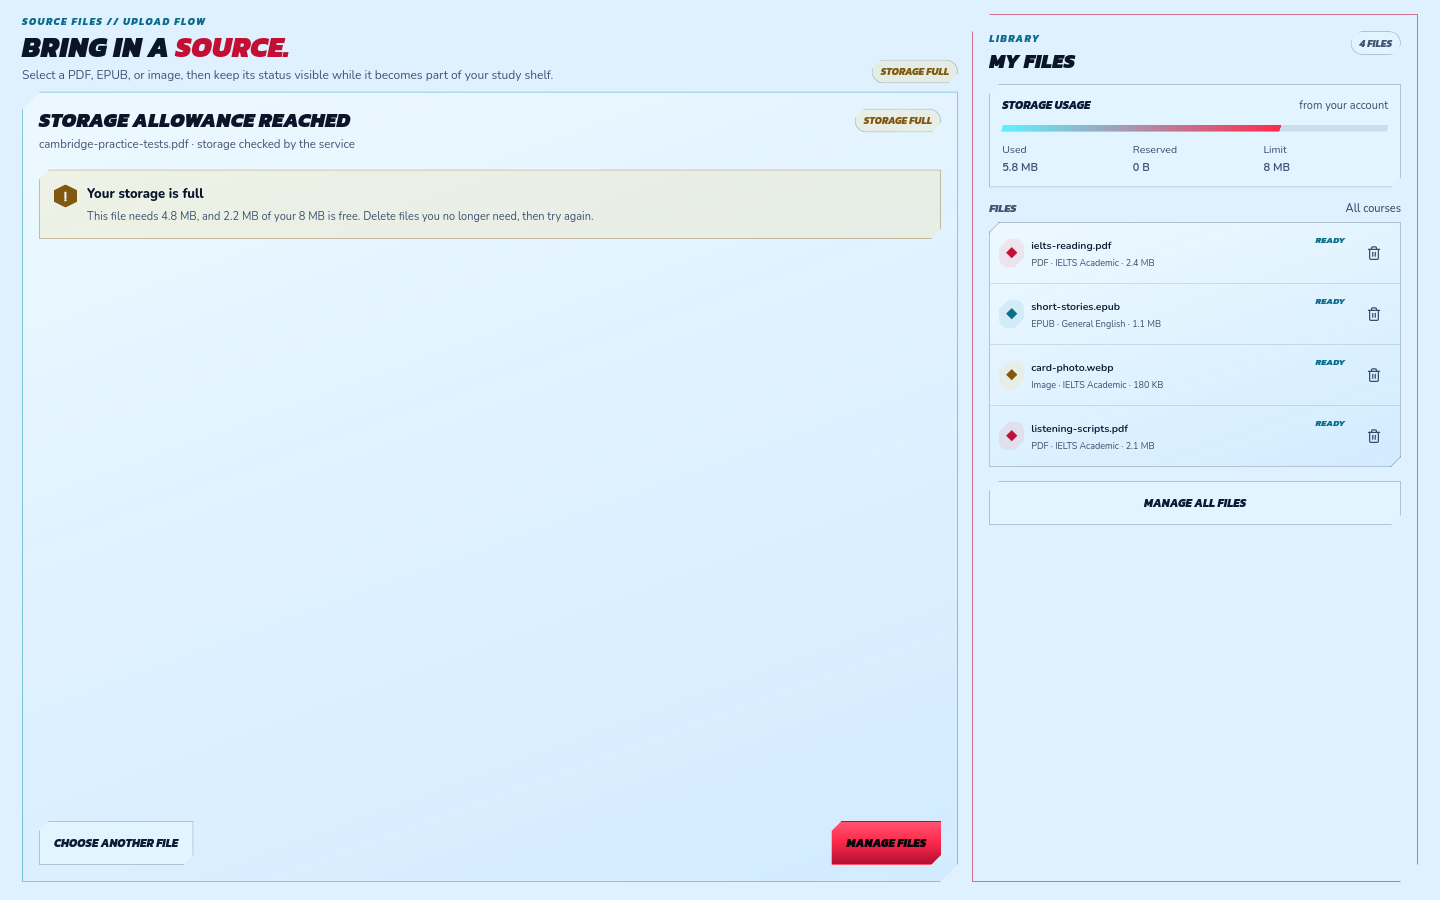 SOURCE FILES // UPLOAD FLOW
BRING IN A SOURCE.
Select a PDF, EPUB, or image, then keep its status visible while it becomes part of your study shelf.
STORAGE FULL
STORAGE ALLOWANCE REACHED
STORAGE FULL
cambridge-practice-tests.pdf · storage checked by the service
!
Your storage is full
This file needs 4.8 MB, and 2.2 MB of your 8 MB is free. Delete files you no longer need, then try again.
CHOOSE ANOTHER FILE
MANAGE FILES
LIBRARY
MY FILES
4 FILES
STORAGE USAGE
from your account
Used
Reserved
Limit
5.8 MB
0 B
8 MB
FILES
All courses
ielts-reading.pdf
READY
PDF · IELTS Academic · 2.4 MB
short-stories.epub
READY
EPUB · General English · 1.1 MB
card-photo.webp
READY
Image · IELTS Academic · 180 KB
listening-scripts.pdf
READY
PDF · IELTS Academic · 2.1 MB
MANAGE ALL FILES